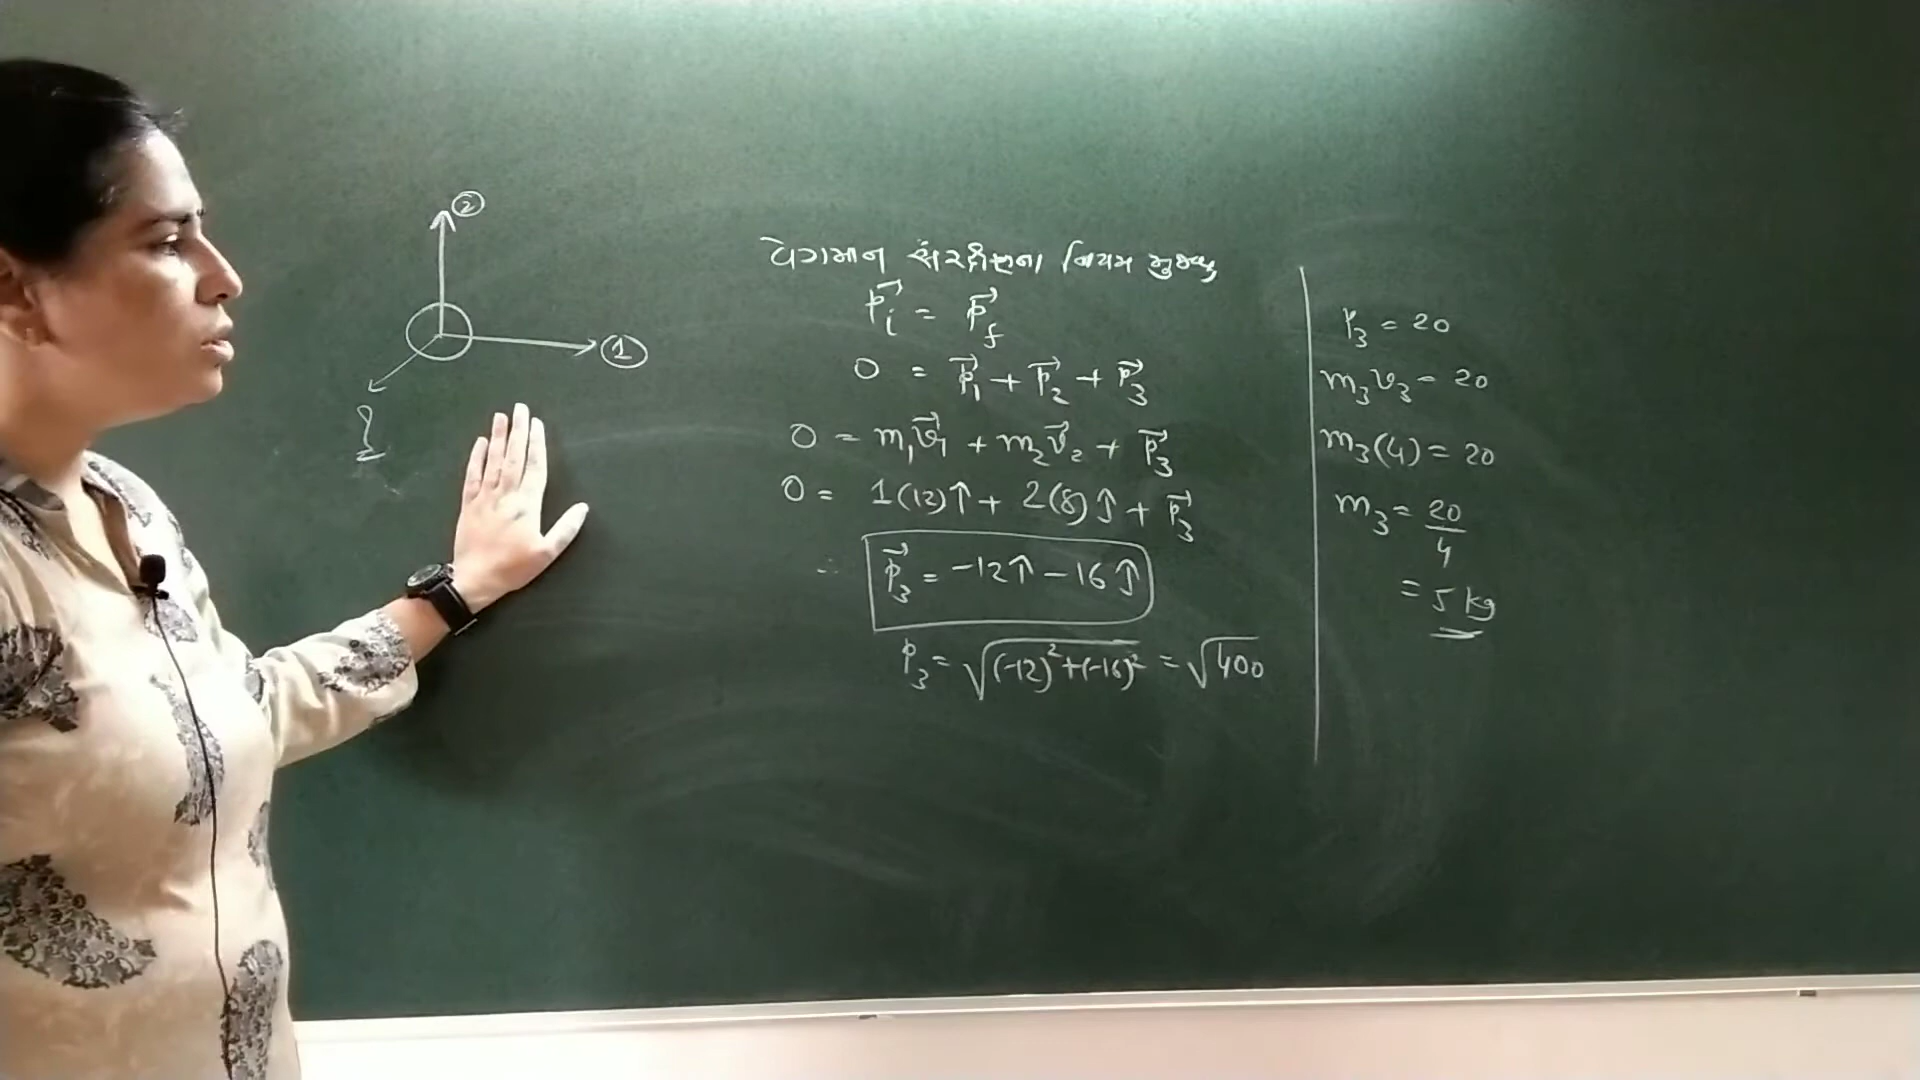 ②
①
વેગમાન સંરક્ષણના નિયમ મુજબ
p⃗ᵢ = p⃗_f
0 = p⃗₁ + p⃗₂ + p⃗₃
0 = m₁v⃗₁ + m₂v⃗₂ + p⃗₃
0 = 1(12)î + 2(8)ĵ + p⃗₃
∴ p⃗₃ = -12î - 16ĵ
p₃ = √((-12)² + (-16)²) = √400
p₃ = 20
m₃v₃ = 20
m₃(4) = 20
m₃ = 20/4
= 5 kg